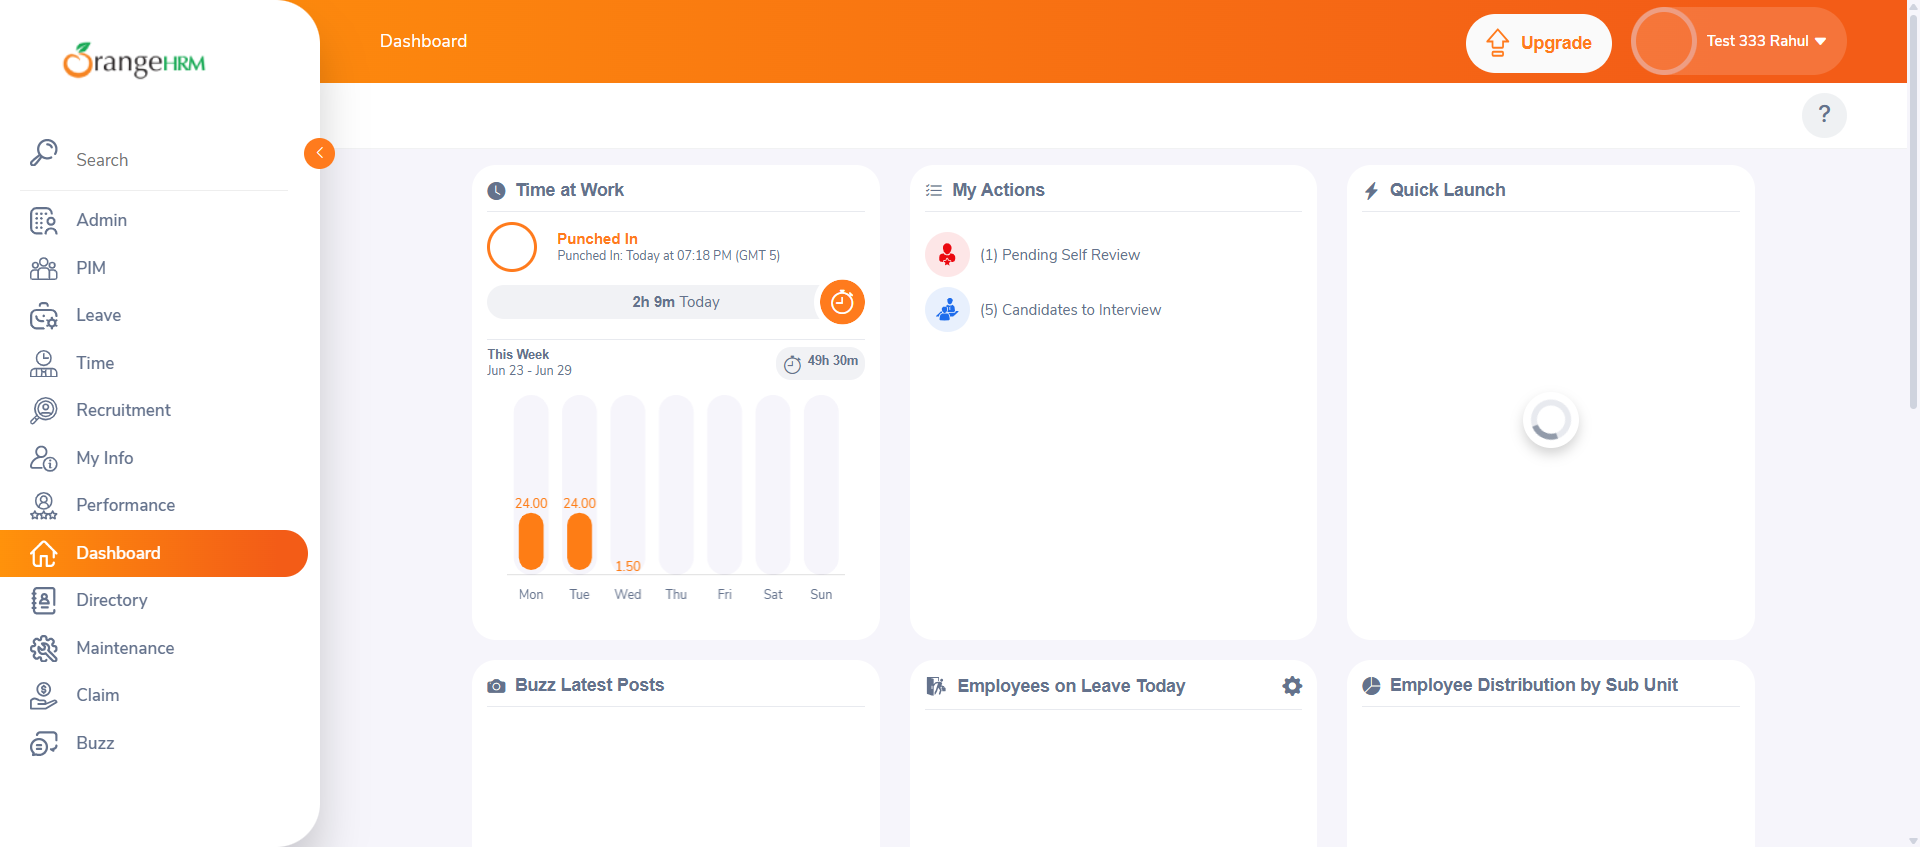 OrangeHRM
Dashboard
Upgrade
Test 333 Rahul
?
Search
Admin
PIM
Leave
Time
Recruitment
My Info
Performance
Dashboard
Directory
Maintenance
Claim
Buzz
Time at Work
Punched In
Punched In: Today at 07:18 PM (GMT 5)
2h 9m Today
This Week
Jun 23 - Jun 29
49h 30m
24.00 24.00 1.50
Mon Tue Wed Thu Fri Sat Sun
My Actions
(1) Pending Self Review
(5) Candidates to Interview
Quick Launch
Buzz Latest Posts
Employees on Leave Today
Employee Distribution by Sub Unit